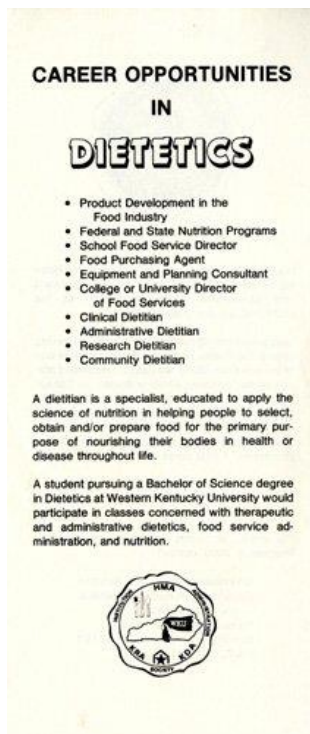 CAREER OPPORTUNITIES
IN
DIETETICS
• Product Development in the
Food Industry
• Federal and State Nutrition Programs
• School Food Service Director
• Food Purchasing Agent
• Equipment and Planning Consultant
• College or University Director
of Food Services
• Clinical Dietitian
• Administrative Dietitian
• Research Dietitian
• Community Dietitian
A dietitian is a specialist, educated to apply the
science of nutrition in helping people to select,
obtain and/or prepare food for the primary pur-
pose of nourishing their bodies in health or
disease throughout life.
A student pursuing a Bachelor of Science degree
in Dietetics at Western Kentucky University would
participate in classes concerned with therapeutic
and administrative dietetics, food service ad-
ministration, and nutrition.
HMA
INSTITUTION
ADMINISTRATION
WKU
KRA
KDA
SOCIETY